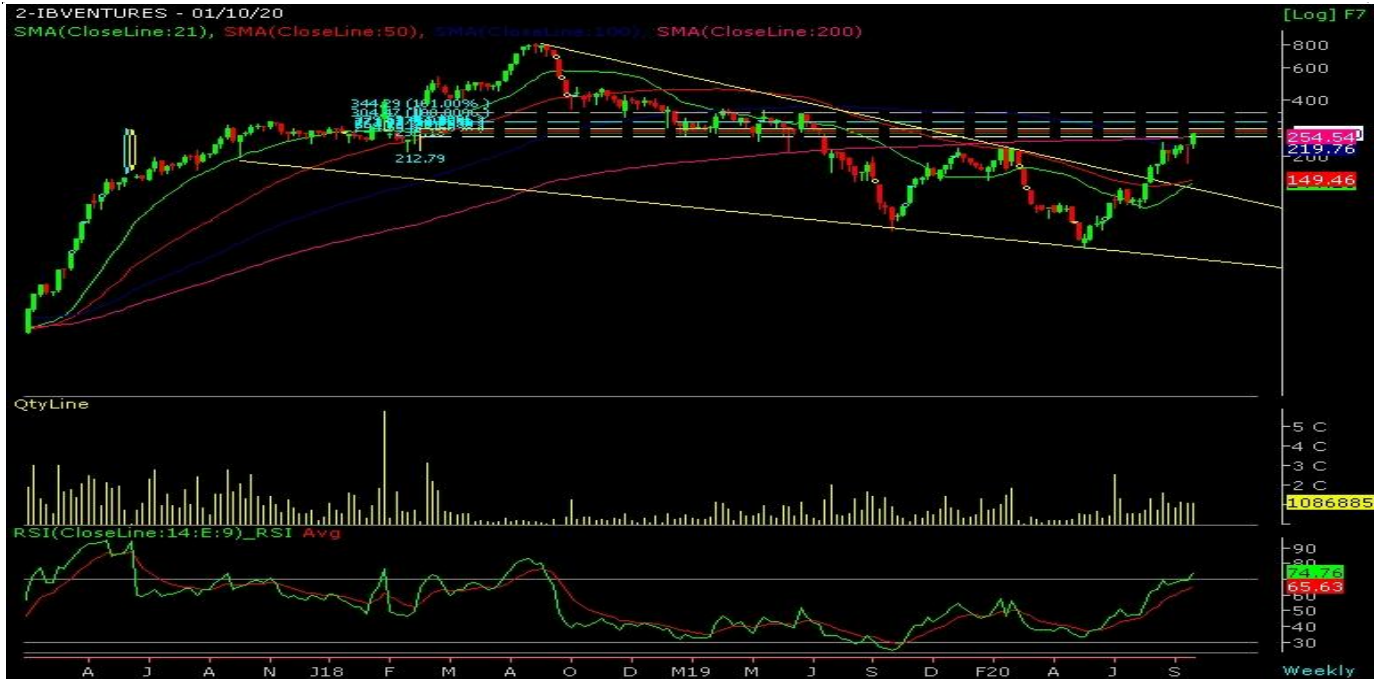 2-IBVENTURES - 01/10/20
[Log] F7
SMA(CloseLine:21), SMA(CloseLine:50), SMA(CloseLine:100), SMA(CloseLine:200)
800
600
400
344.29 (161.00% )
254.54
219.76
200
212.79
149.46
QtyLine
5 C
4 C
3 C
2 C
1086885
RSI(CloseLine:14:E:9)_RSI Avg
90
80
74.76
65.63
60
50
40
30
A J A N J18 F M A O D M19 M J S D F20 A J S
Weekly